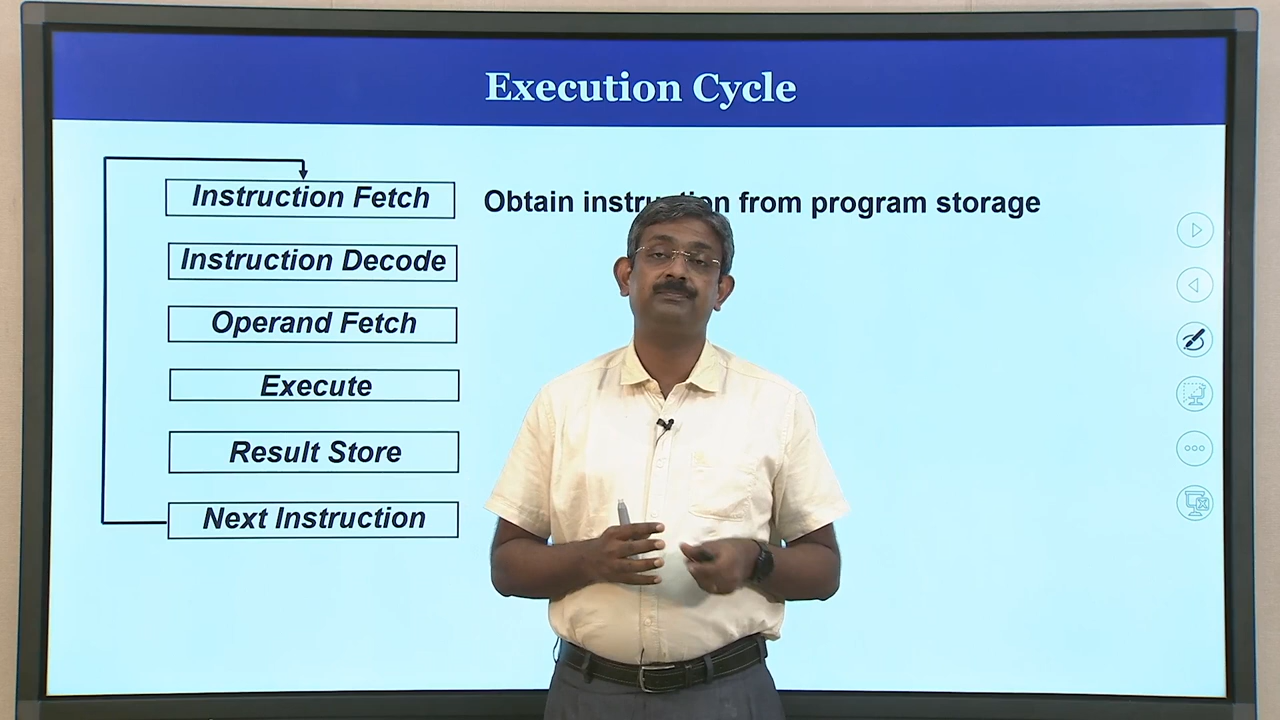 Execution Cycle
Instruction Fetch
Obtain instruction from program storage
Instruction Decode
Operand Fetch
Execute
Result Store
Next Instruction